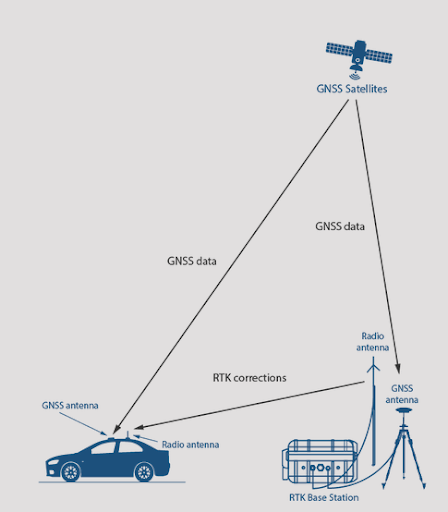 GNSS Satellites
GNSS data
GNSS data
Radio
antenna
RTK corrections
GNSS
antenna
GNSS antenna
Radio antenna
RTK Base Station